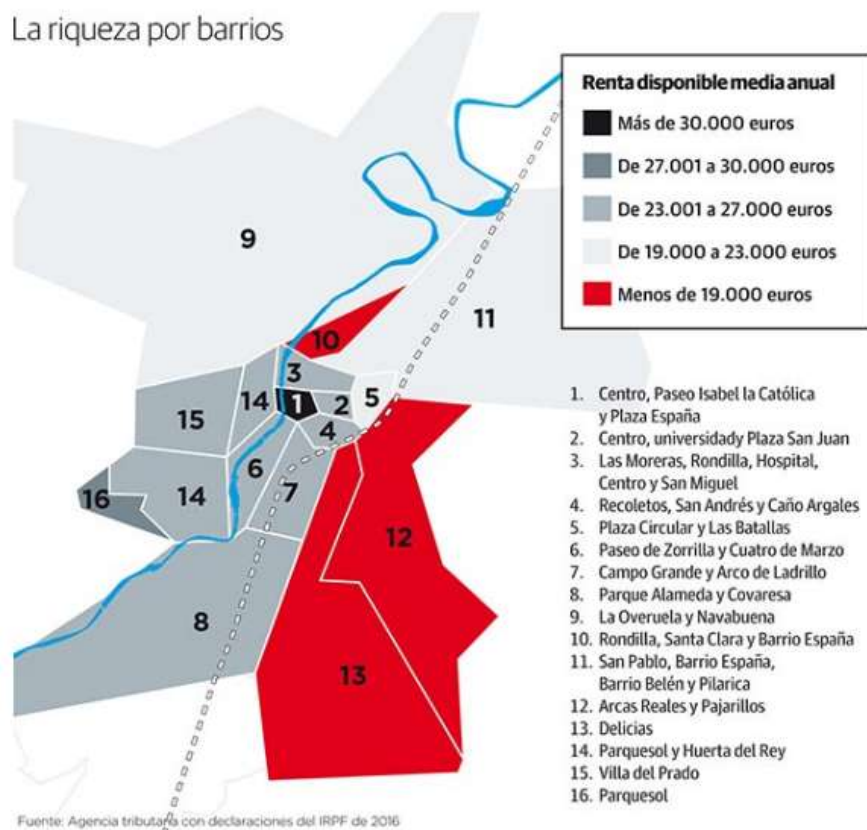 La riqueza por barrios
Renta disponible media anual
Más de 30.000 euros
De 27.001 a 30.000 euros
De 23.001 a 27.000 euros
De 19.000 a 23.000 euros
Menos de 19.000 euros
9
11
10
3
14
1
2
5
15
4
6
16
14
7
12
8
13
1. Centro, Paseo Isabel la Católica
y Plaza España
2. Centro, universidady Plaza San Juan
3. Las Moreras, Rondilla, Hospital,
Centro y San Miguel
4. Recoletos, San Andrés y Caño Argales
5. Plaza Circular y Las Batallas
6. Paseo de Zorrilla y Cuatro de Marzo
7. Campo Grande y Arco de Ladrillo
8. Parque Alameda y Covaresa
9. La Overuela y Navabuena
10. Rondilla, Santa Clara y Barrio España
11. San Pablo, Barrio España,
Barrio Belén y Pilarica
12. Arcas Reales y Pajarillos
13. Delicias
14. Parquesol y Huerta del Rey
15. Villa del Prado
16. Parquesol
Fuente: Agencia tributaria con declaraciones del IRPF de 2016